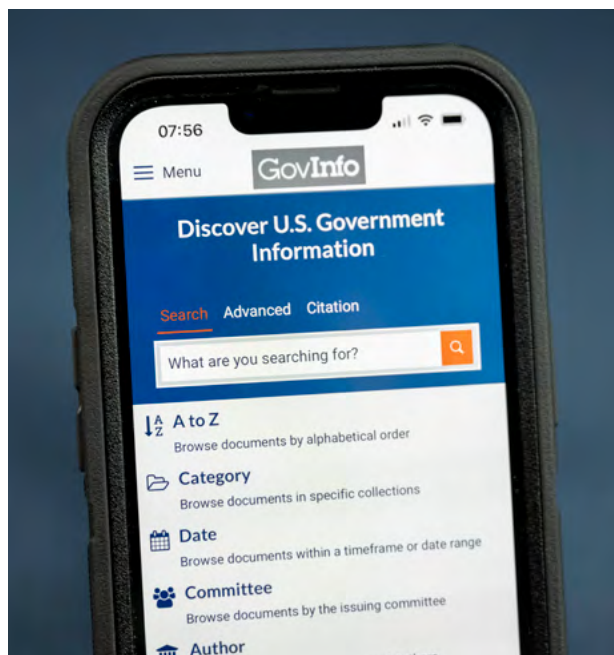 07:56
Menu
GovInfo
Discover U.S. Government
Information
Search Advanced Citation
What are you searching for?
A to Z
Browse documents by alphabetical order
Category
Browse documents in specific collections
Date
Browse documents within a timeframe or date range
Committee
Browse documents by the issuing committee
Author